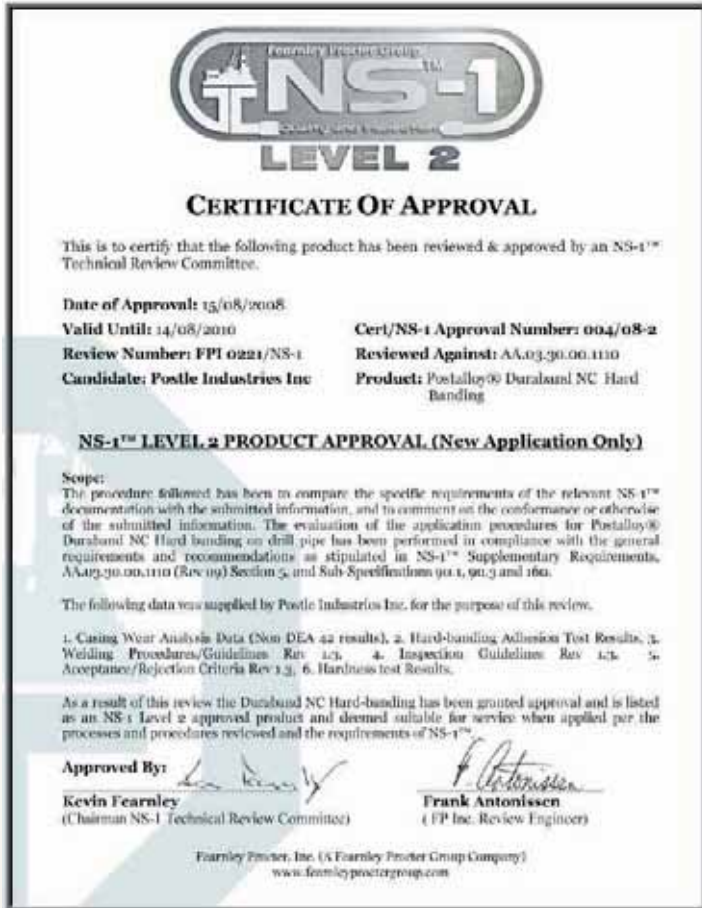 Fearnley Procter Group
NS-1™
Quality and Inspection
LEVEL 2
CERTIFICATE OF APPROVAL
This is to certify that the following product has been reviewed & approved by an NS-1™
Technical Review Committee.
Date of Approval: 15/08/2008
Valid Until: 14/08/2010
Cert/NS-1 Approval Number: 004/08-2
Review Number: FPI 0221/NS-1
Reviewed Against: AA.03.30.00.1110
Candidate: Postle Industries Inc
Product: Postalloy® Duraband NC Hard
Banding
NS-1™ LEVEL 2 PRODUCT APPROVAL (New Application Only)
Scope:
The procedure followed has been to compare the specific requirements of the relevant NS-1™
documentation with the submitted information, and to comment on the conformance or otherwise
of the submitted information. The evaluation of the application procedures for Postalloy®
Duraband NC Hard banding on drill pipe has been performed in compliance with the general
requirements and recommendations as stipulated in NS-1™ Supplementary Requirements,
AA.03.30.00.1110 (Rev 09) Section 5, and Sub-Specifications 90.1, 90.3 and 160.
The following data was supplied by Postle Industries Inc. for the purpose of this review.
1. Casing Wear Analysis Data (Non DEA 42 results), 2. Hard-banding Adhesion Test Results, 3.
Welding Procedures/Guidelines Rev 1.3, 4. Inspection Guidelines Rev 1.3, 5.
Acceptance/Rejection Criteria Rev 1.3, 6. Hardness test Results.
As a result of this review the Duraband NC Hard-banding has been granted approval and is listed
as an NS-1 Level 2 approved product and deemed suitable for service when applied per the
processes and procedures reviewed and the requirements of NS-1™
Approved By:
F. Antonissen
Kevin Fearnley
Frank Antonissen
(Chairman NS-1 Technical Review Committee)
( FP Inc. Review Engineer)
Fearnley Procter, Inc. (A Fearnley Procter Group Company)
www.fearnleyproctergroup.com